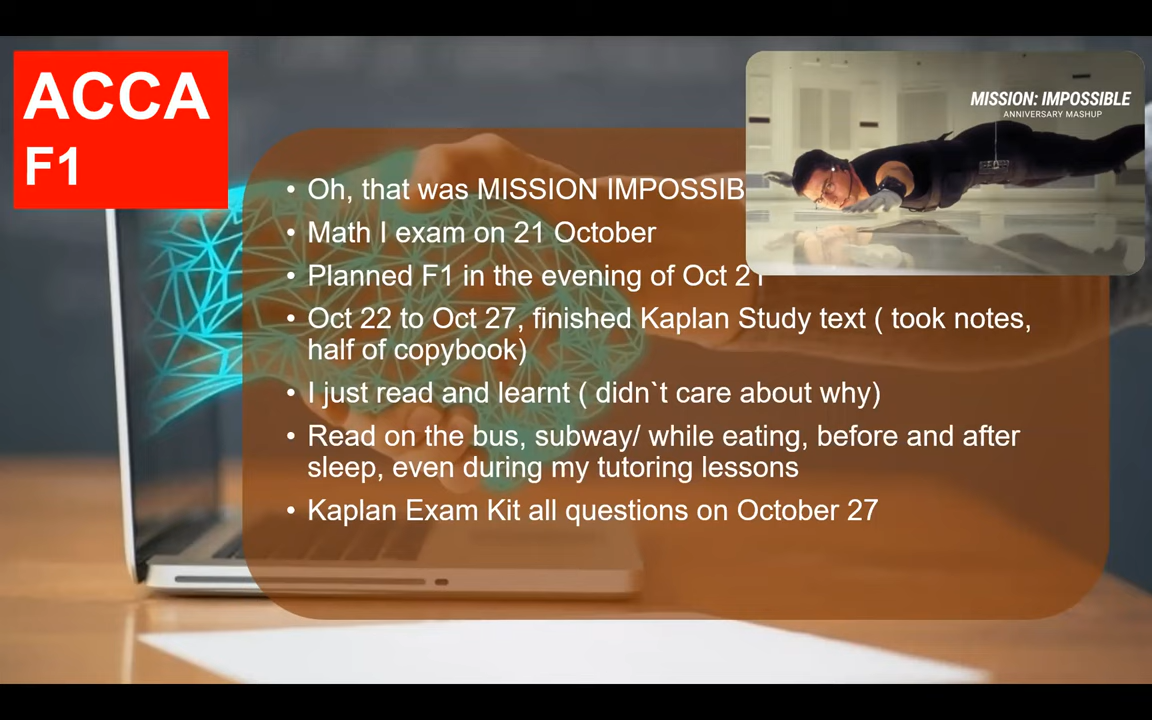 ACCA
F1
MISSION: IMPOSSIBLE
ANNIVERSARY MASHUP
• Oh, that was MISSION IMPOSSIB
• Math I exam on 21 October
• Planned F1 in the evening of Oct 21
• Oct 22 to Oct 27, finished Kaplan Study text ( took notes,
half of copybook)
• I just read and learnt ( didn`t care about why)
• Read on the bus, subway/ while eating, before and after
sleep, even during my tutoring lessons
• Kaplan Exam Kit all questions on October 27